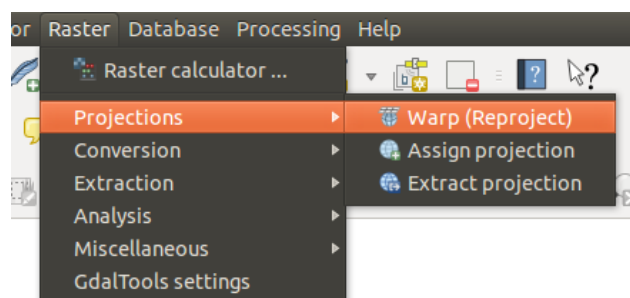 or Raster Database Processing Help
Raster calculator ...
Projections
Warp (Reproject)
Conversion
Assign projection
Extraction
Extract projection
Analysis
Miscellaneous
GdalTools settings